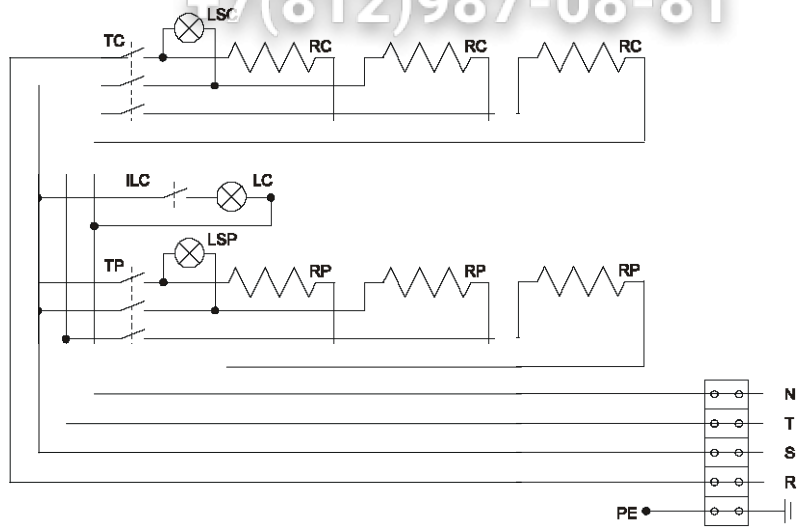 +7(812)987-08-81
LSC
TC RC RC RC
ILC LC
LSP
TP RP RP RP
N
T
S
R
PE